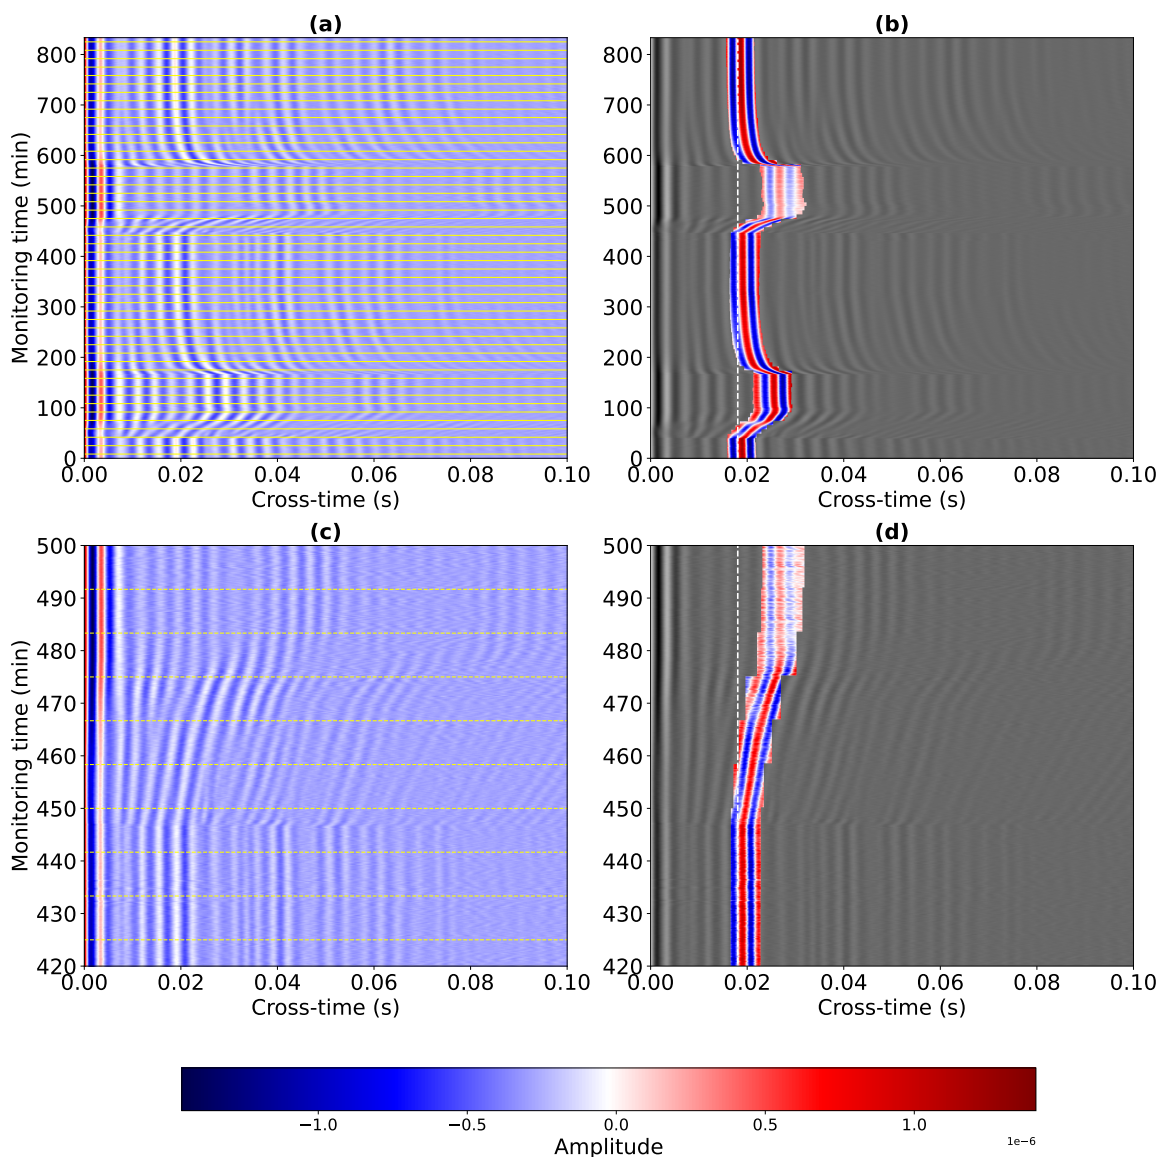 (a)
(b)
Monitoring time (min)
800
700
600
500
400
300
200
100
0
800
700
600
500
400
300
200
100
0
0.00 0.02 0.04 0.06 0.08 0.10
0.00 0.02 0.04 0.06 0.08 0.10
Cross-time (s)
Cross-time (s)
(c)
(d)
Monitoring time (min)
500
490
480
470
460
450
440
430
420
500
490
480
470
460
450
440
430
420
0.00 0.02 0.04 0.06 0.08 0.10
0.00 0.02 0.04 0.06 0.08 0.10
Cross-time (s)
Cross-time (s)
−1.0 −0.5 0.0 0.5 1.0
1e−6
Amplitude